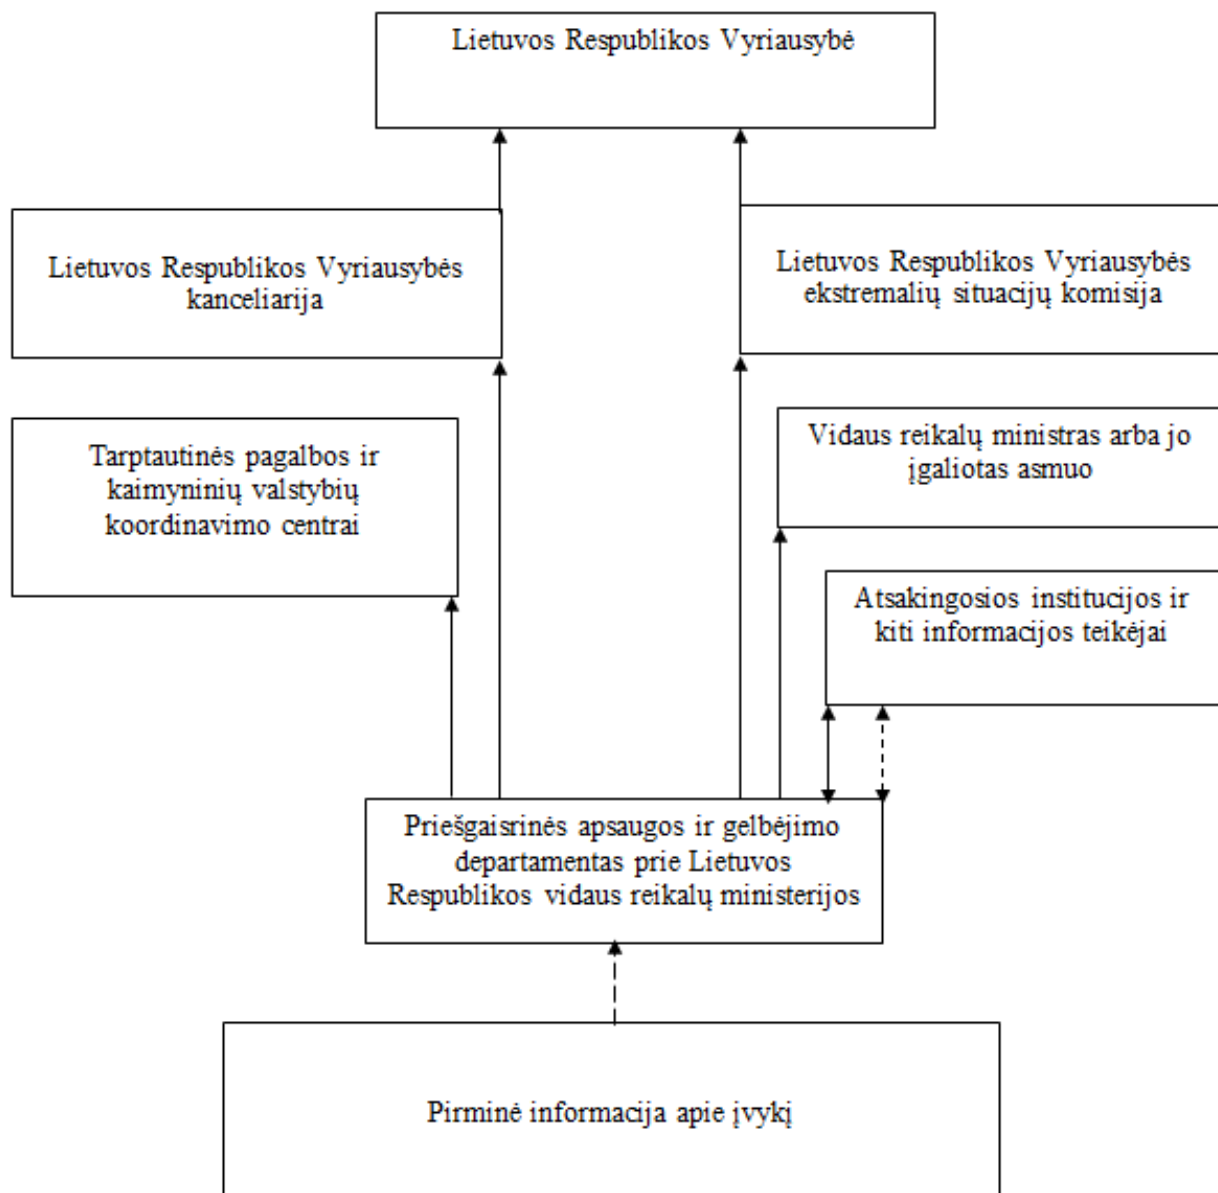 Lietuvos Respublikos Vyriausybė
Lietuvos Respublikos Vyriausybės
kanceliarija
Lietuvos Respublikos Vyriausybės
ekstremalių situacijų komisija
Tarptautinės pagalbos ir
kaimyninių valstybių
koordinavimo centrai
Vidaus reikalų ministras arba jo
įgaliotas asmuo
Atsakingosios institucijos ir
kiti informacijos teikėjai
Priešgaisrinės apsaugos ir gelbėjimo
departamentas prie Lietuvos
Respublikos vidaus reikalų ministerijos
Pirminė informacija apie įvykį